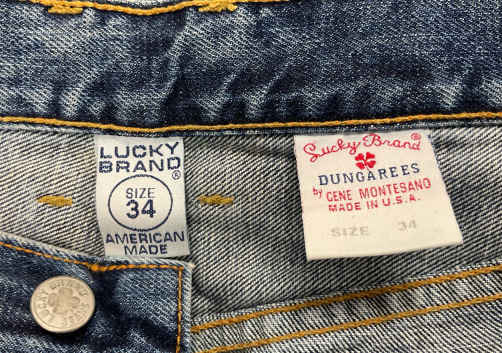 LUCKY
BRAND®
SIZE
34
AMERICAN
MADE
Lucky Brand®
DUNGAREES
by GENE MONTESANO
MADE IN U.S.A.
SIZE 34